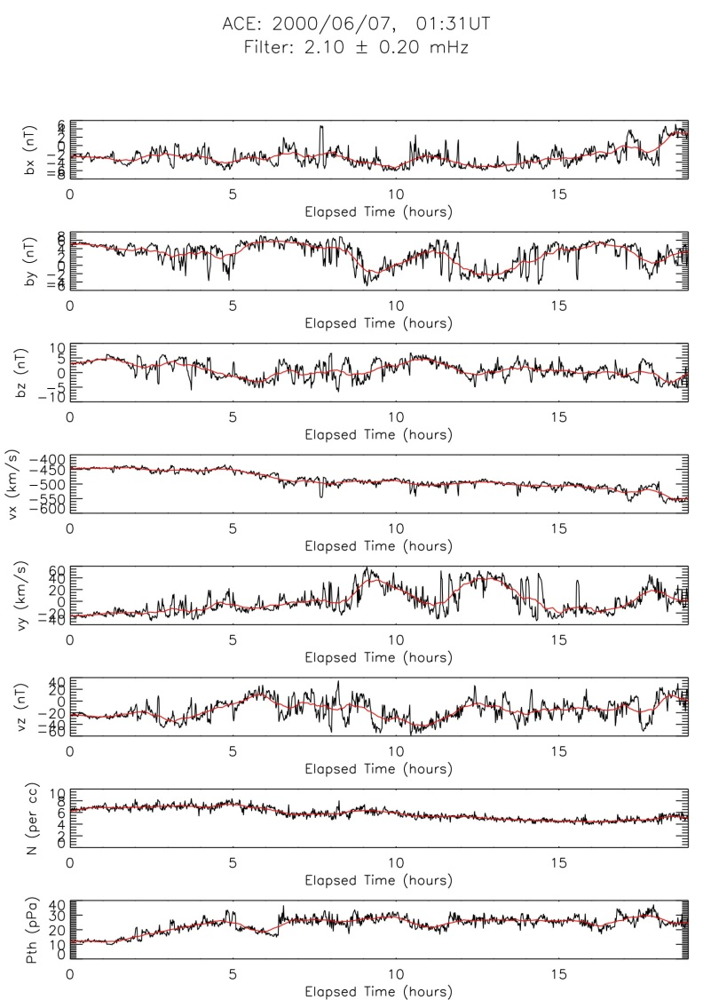 ACE: 2000/06/07, 01:31UT
Filter: 2.10 ± 0.20 mHz
bx (nT)
0 5 10 15
Elapsed Time (hours)
by (nT)
0 5 10 15
Elapsed Time (hours)
10
5
0
−5
−10
bz (nT)
0 5 10 15
Elapsed Time (hours)
−400
−450
−500
−550
−600
vx (km/s)
0 5 10 15
Elapsed Time (hours)
60
40
20
0
−20
−40
vy (km/s)
0 5 10 15
Elapsed Time (hours)
40
20
0
−20
−40
−60
vz (nT)
0 5 10 15
Elapsed Time (hours)
10
8
6
4
2
0
N (per cc)
0 5 10 15
Elapsed Time (hours)
40
30
20
10
0
Pth (pPa)
0 5 10 15
Elapsed Time (hours)